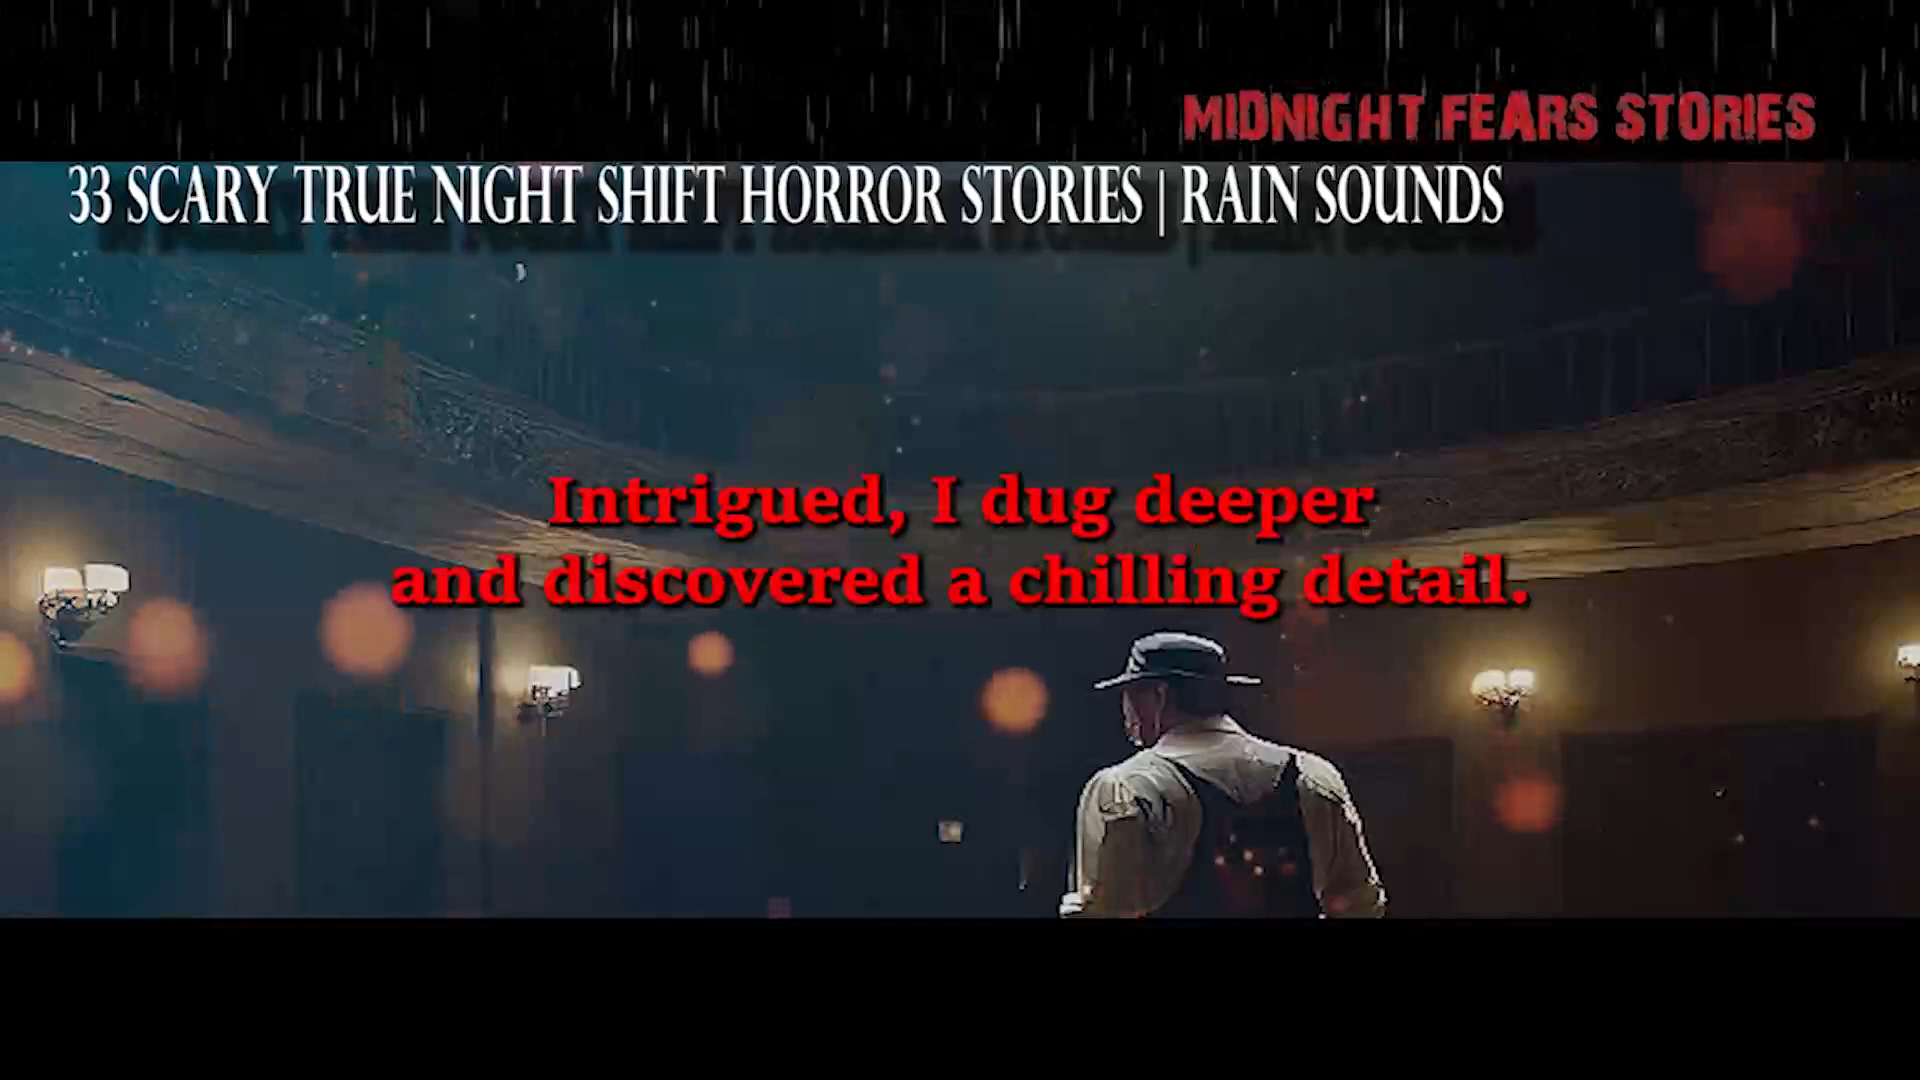 MIDNIGHT FEARS STORIES
33 SCARY TRUE NIGHT SHIFT HORROR STORIES | RAIN SOUNDS
Intrigued, I dug deeper
and discovered a chilling detail.